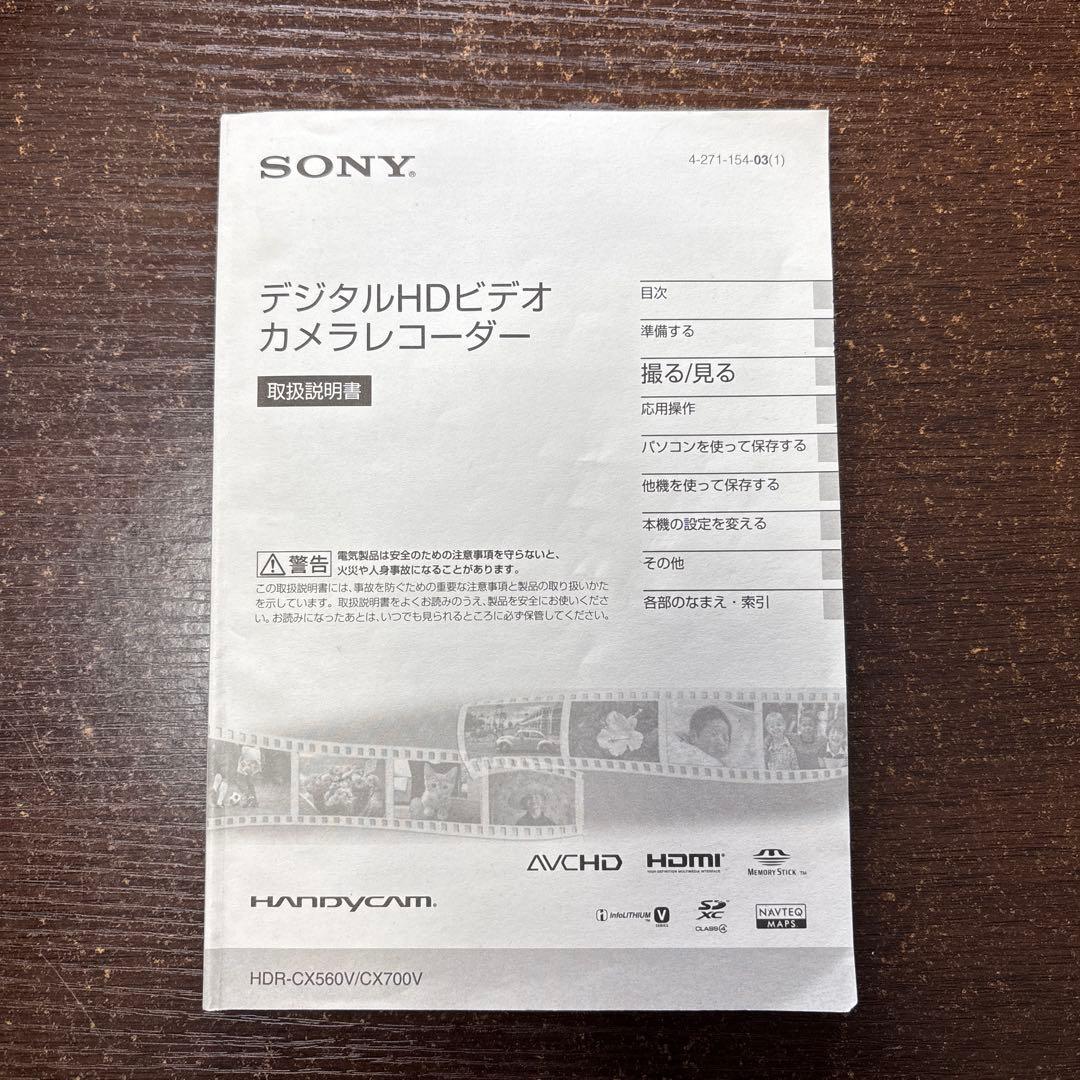 SONY®
4-271-154-03(1)
デジタルHDビデオ
カメラレコーダー
取扱説明書
目次
準備する
撮る/見る
応用操作
パソコンを使って保存する
他機を使って保存する
本機の設定を変える
その他
各部のなまえ・索引
警告
電気製品は安全のための注意事項を守らないと、
火災や人身事故になることがあります。
この取扱説明書には、事故を防ぐための重要な注意事項と製品の取り扱いかた
を示しています。取扱説明書をよくお読みのうえ、製品を安全にお使いくださ
い。お読みになったあとは、いつでも見られるところに必ず保管してください。
AVCHD
HDMI
HIGH-DEFINITION MULTIMEDIA INTERFACE
MEMORY STICK ™
HANDYCAM®
InfoLITHIUM ™ V SERIES
SD XC
CLASS 4
NAVTEQ
MAPS
HDR-CX560V/CX700V